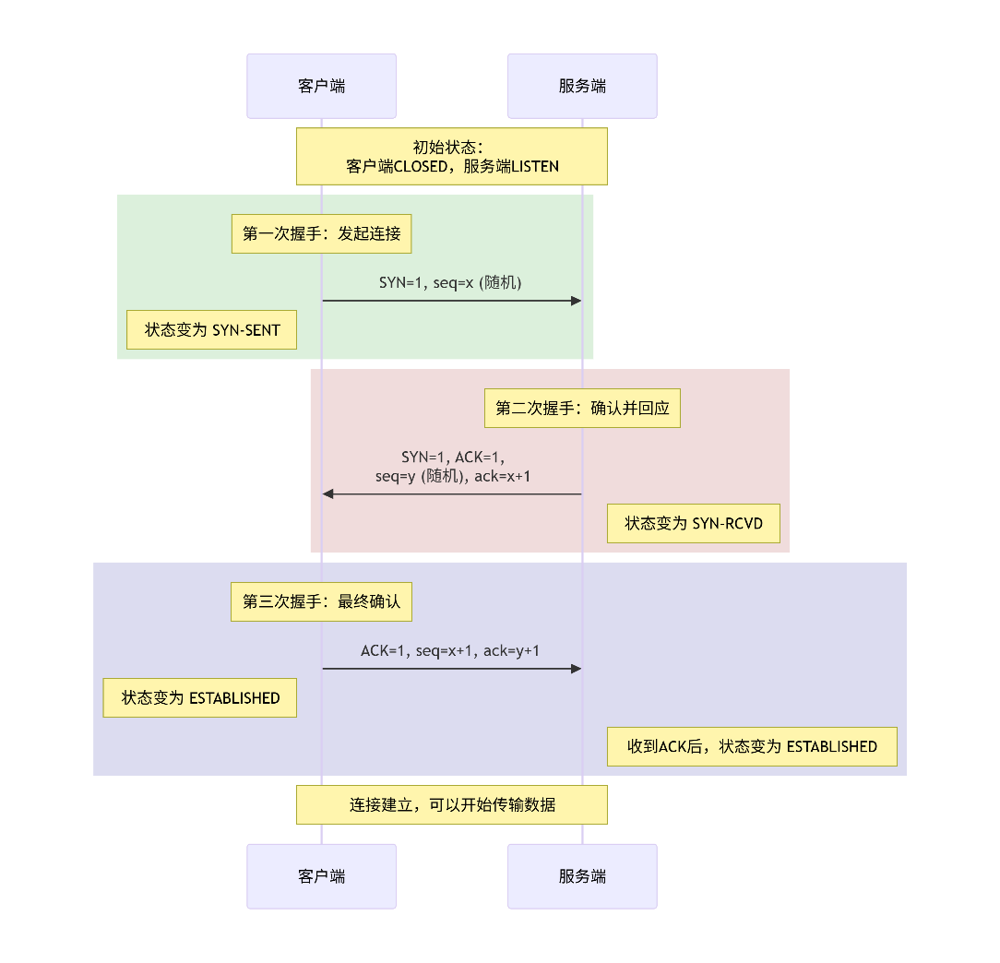 客户端
服务端
初始状态：
客户端CLOSED，服务端LISTEN
第一次握手：发起连接
SYN=1, seq=x (随机)
状态变为 SYN-SENT
第二次握手：确认并回应
SYN=1, ACK=1,
seq=y (随机), ack=x+1
状态变为 SYN-RCVD
第三次握手：最终确认
ACK=1, seq=x+1, ack=y+1
状态变为 ESTABLISHED
收到ACK后，状态变为 ESTABLISHED
连接建立，可以开始传输数据
客户端
服务端